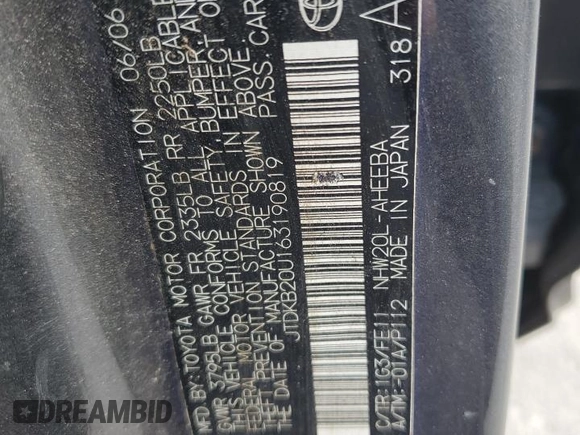 MFD BY: TOYOTA MOTOR CORPORATION 06/06
GVWR 3795LB GAWR FR 2335LB RR 2250LB
THIS VEHICLE CONFORMS TO ALL APPLICABLE
FEDERAL MOTOR VEHICLE SAFETY, BUMPER, AND
THEFT PREVENTION STANDARDS IN EFFECT ON
THE DATE OF MANUFACTURE SHOWN ABOVE.
JTDKB20U163190819 PASS.CAR
C/TR:1G3/FE11 NHW20L-AHEEBA
A/TM:-01A/P112 MADE IN JAPAN 318 A
DREAMBID